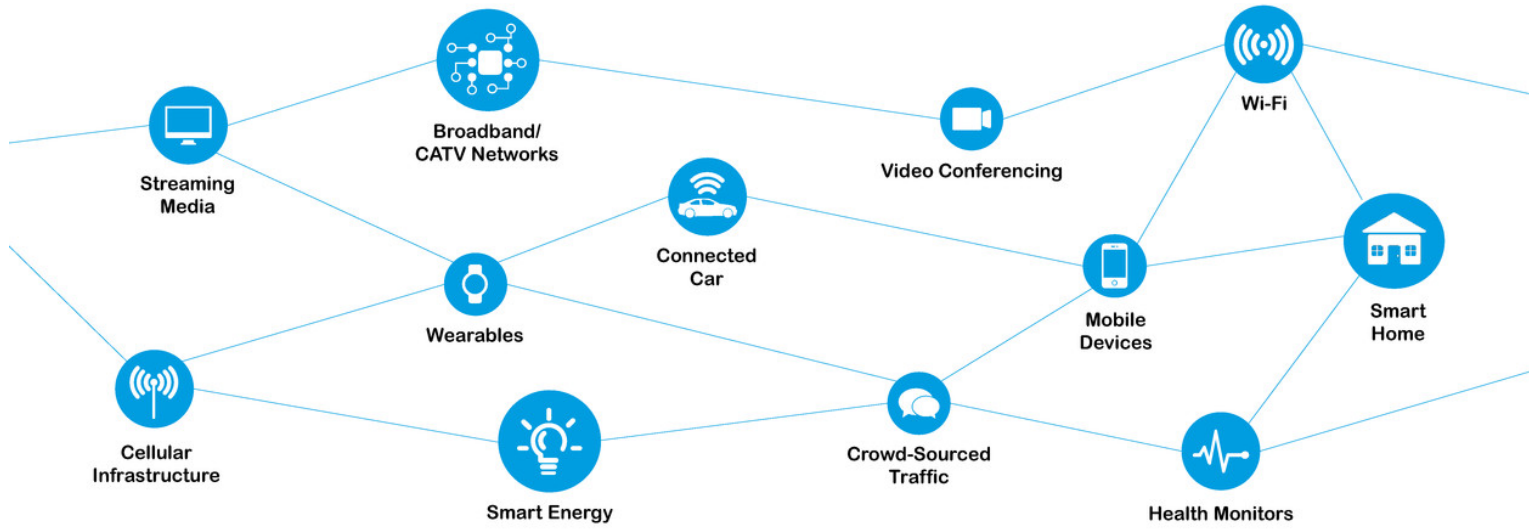 Broadband/
CATV Networks
Wi-Fi
Video Conferencing
Streaming
Media
Connected
Car
Wearables
Mobile
Devices
Smart
Home
Cellular
Infrastructure
Smart Energy
Crowd-Sourced
Traffic
Health Monitors